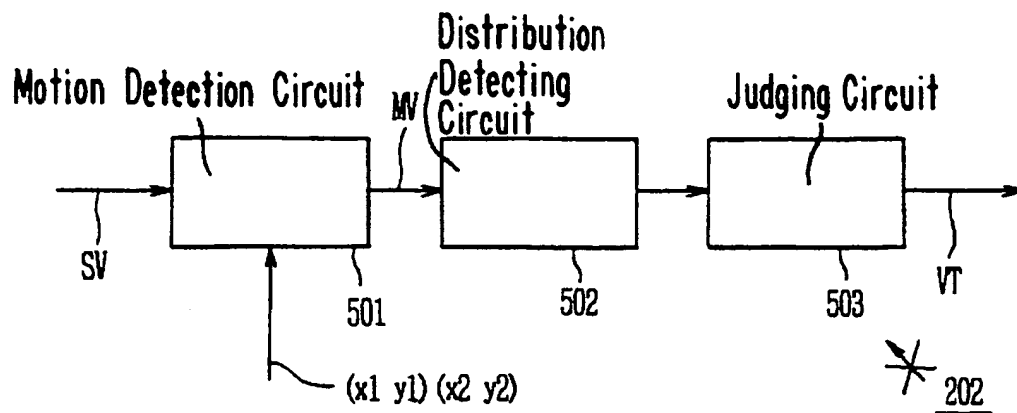 Distribution
Detecting
Circuit
Motion Detection Circuit
MV
Judging Circuit
SV
501
502
503
VT
(x1 y1) (x2 y2)
202